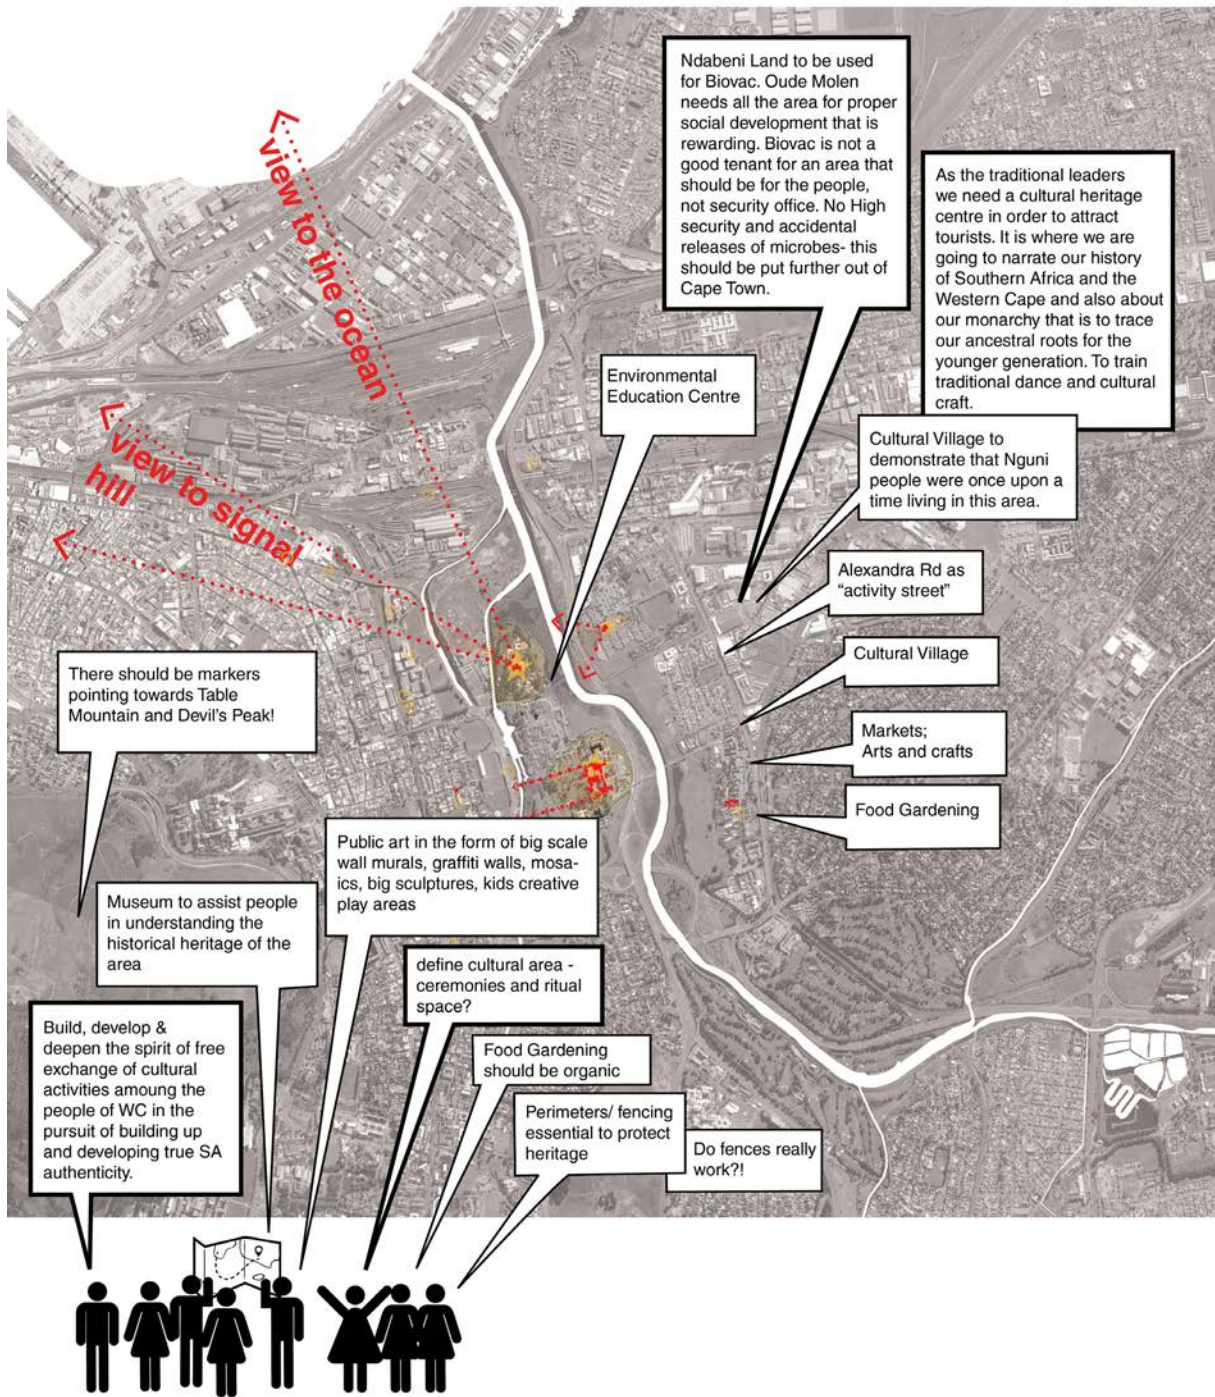 Ndabeni Land to be used
for Biovac. Oude Molen
needs all the area for proper
social development that is
rewarding. Biovac is not a
good tenant for an area that
should be for the people,
not security office. No High
security and accidental
releases of microbes- this
should be put further out of
Cape Town.
As the traditional leaders
we need a cultural heritage
centre in order to attract
tourists. It is where we are
going to narrate our history
of Southern Africa and the
Western Cape and also about
our monarchy that is to trace
our ancestral roots for the
younger generation. To train
traditional dance and cultural
craft.
view to the ocean
Environmental
Education Centre
Cultural Village to
demonstrate that Nguni
people were once upon a
time living in this area.
view to signal
hill
Alexandra Rd as
“activity street”
Cultural Village
There should be markers
pointing towards Table
Mountain and Devil's Peak!
Markets;
Arts and crafts
Food Gardening
Public art in the form of big scale
wall murals, graffiti walls, mosa-
ics, big sculptures, kids creative
play areas
Museum to assist people
in understanding the
historical heritage of the
area
define cultural area -
ceremonies and ritual
space?
Build, develop &
deepen the spirit of free
exchange of cultural
activities amoung the
people of WC in the
pursuit of building up
and developing true SA
authenticity.
Food Gardening
should be organic
Perimeters/ fencing
essential to protect
heritage
Do fences really
work?!